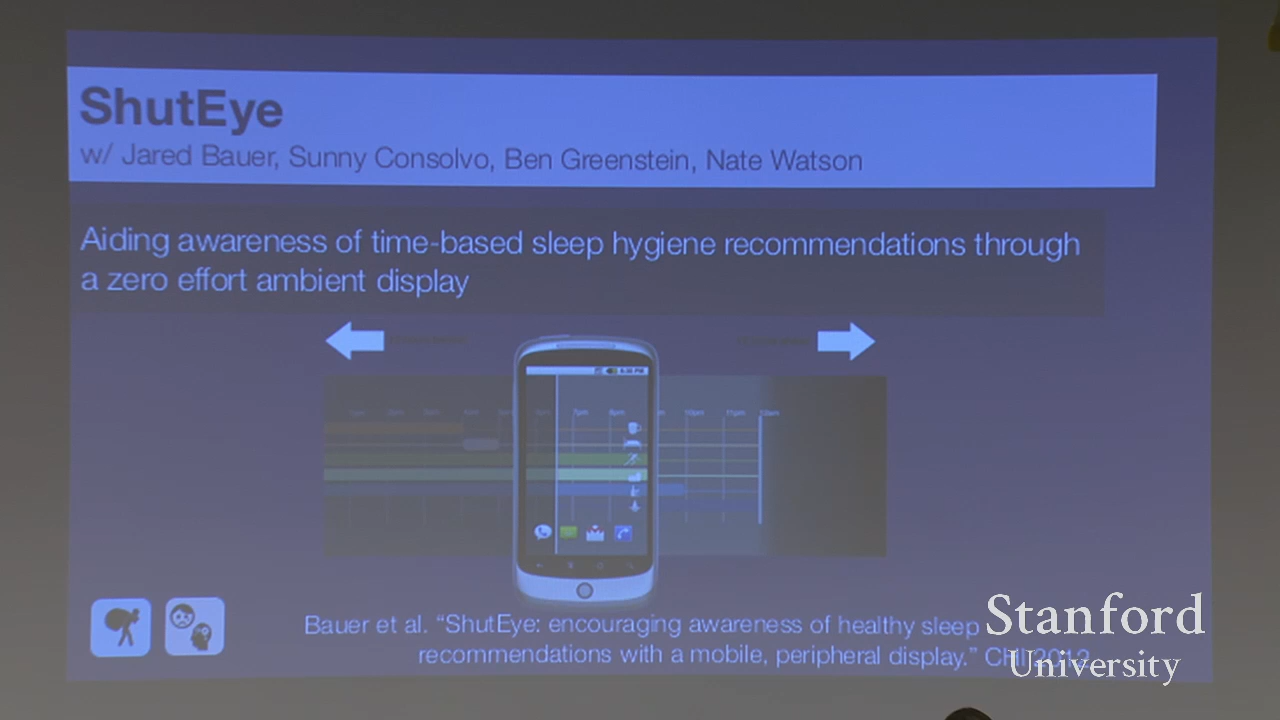 ShutEye
w/ Jared Bauer, Sunny Consolvo, Ben Greenstein, Nate Watson
Aiding awareness of time-based sleep hygiene recommendations through
a zero effort ambient display
7pm 8pm 10pm 11pm 12am
Bauer et al. “ShutEye: encouraging awareness of healthy sleep
recommendations with a mobile, peripheral display.” CHI 2012
Stanford
University